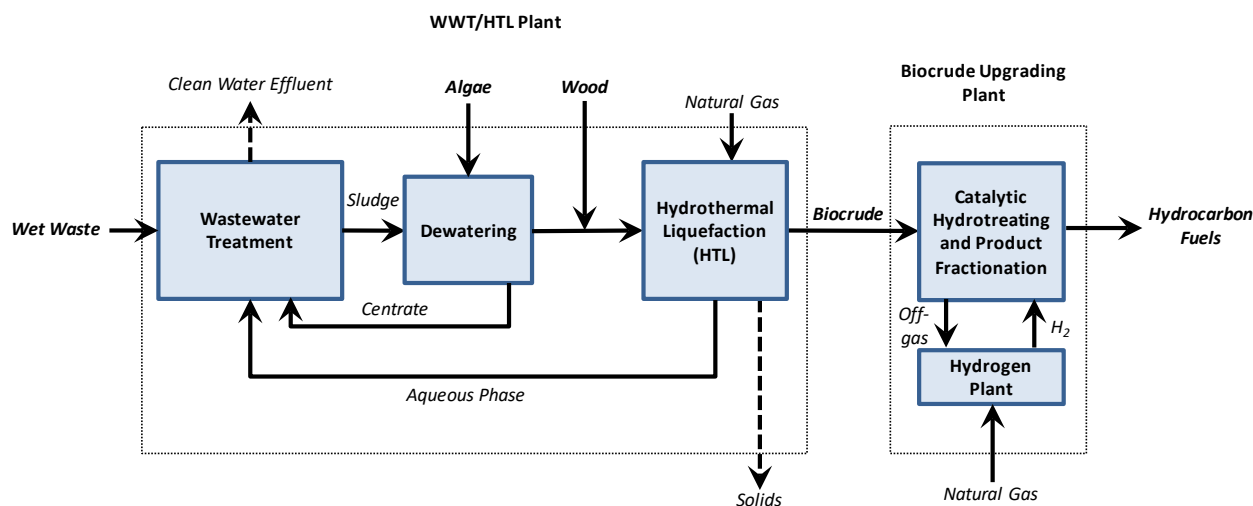 WWT/HTL Plant
Biocrude Upgrading
Plant
Clean Water Effluent
Algae
Wood
Natural Gas
Wet Waste
Wastewater
Treatment
Sludge
Dewatering
Hydrothermal
Liquefaction
(HTL)
Biocrude
Catalytic
Hydrotreating
and Product
Fractionation
Hydrocarbon
Fuels
Centrate
Aqueous Phase
Off-
gas
H2
Hydrogen
Plant
Solids
Natural Gas